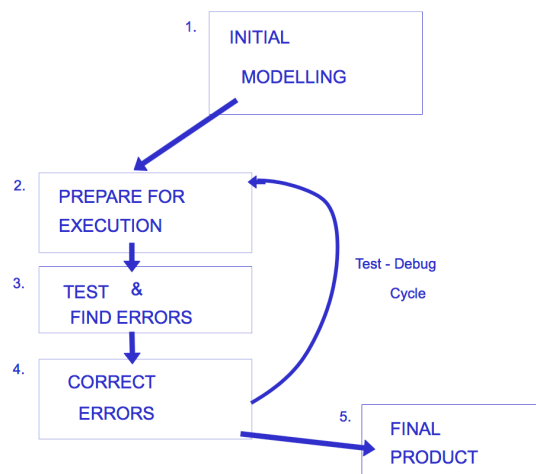 1.
INITIAL
MODELLING
2.
PREPARE FOR
EXECUTION
3.
TEST &
FIND ERRORS
Test - Debug
Cycle
4.
CORRECT
ERRORS
5.
FINAL
PRODUCT